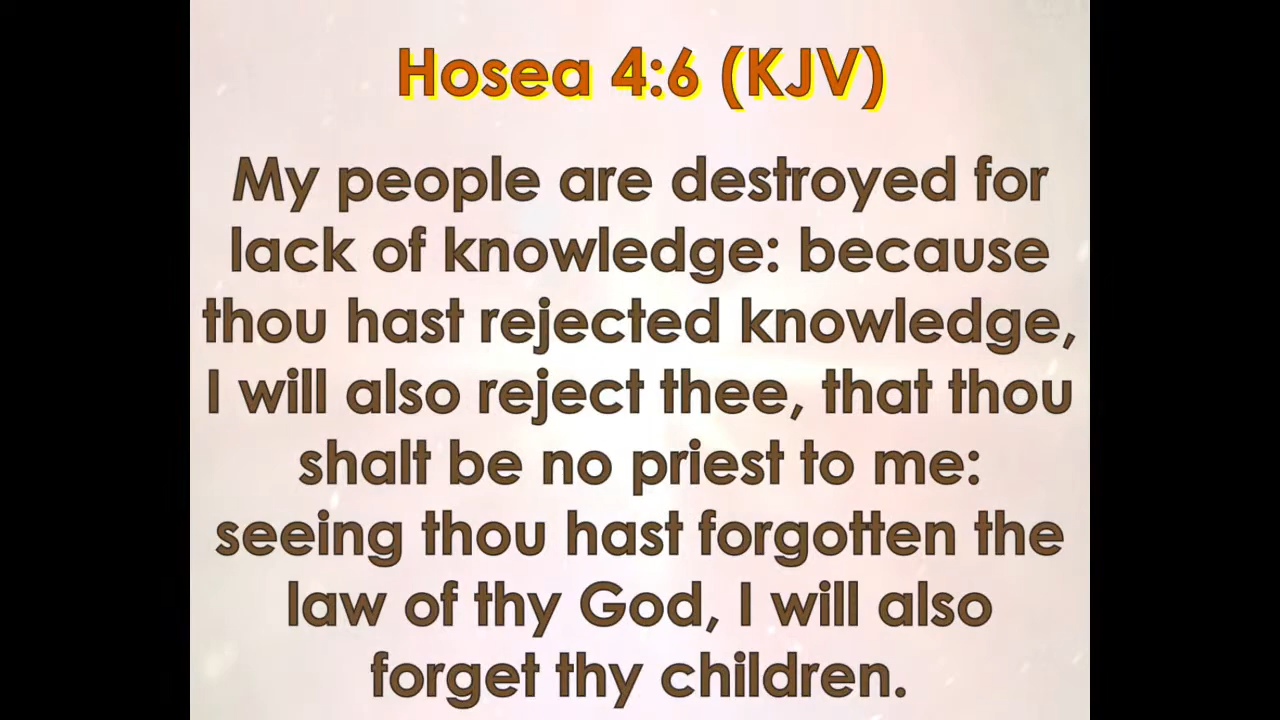 Hosea 4:6 (KJV)
My people are destroyed for
lack of knowledge: because
thou hast rejected knowledge,
I will also reject thee, that thou
shalt be no priest to me:
seeing thou hast forgotten the
law of thy God, I will also
forget thy children.